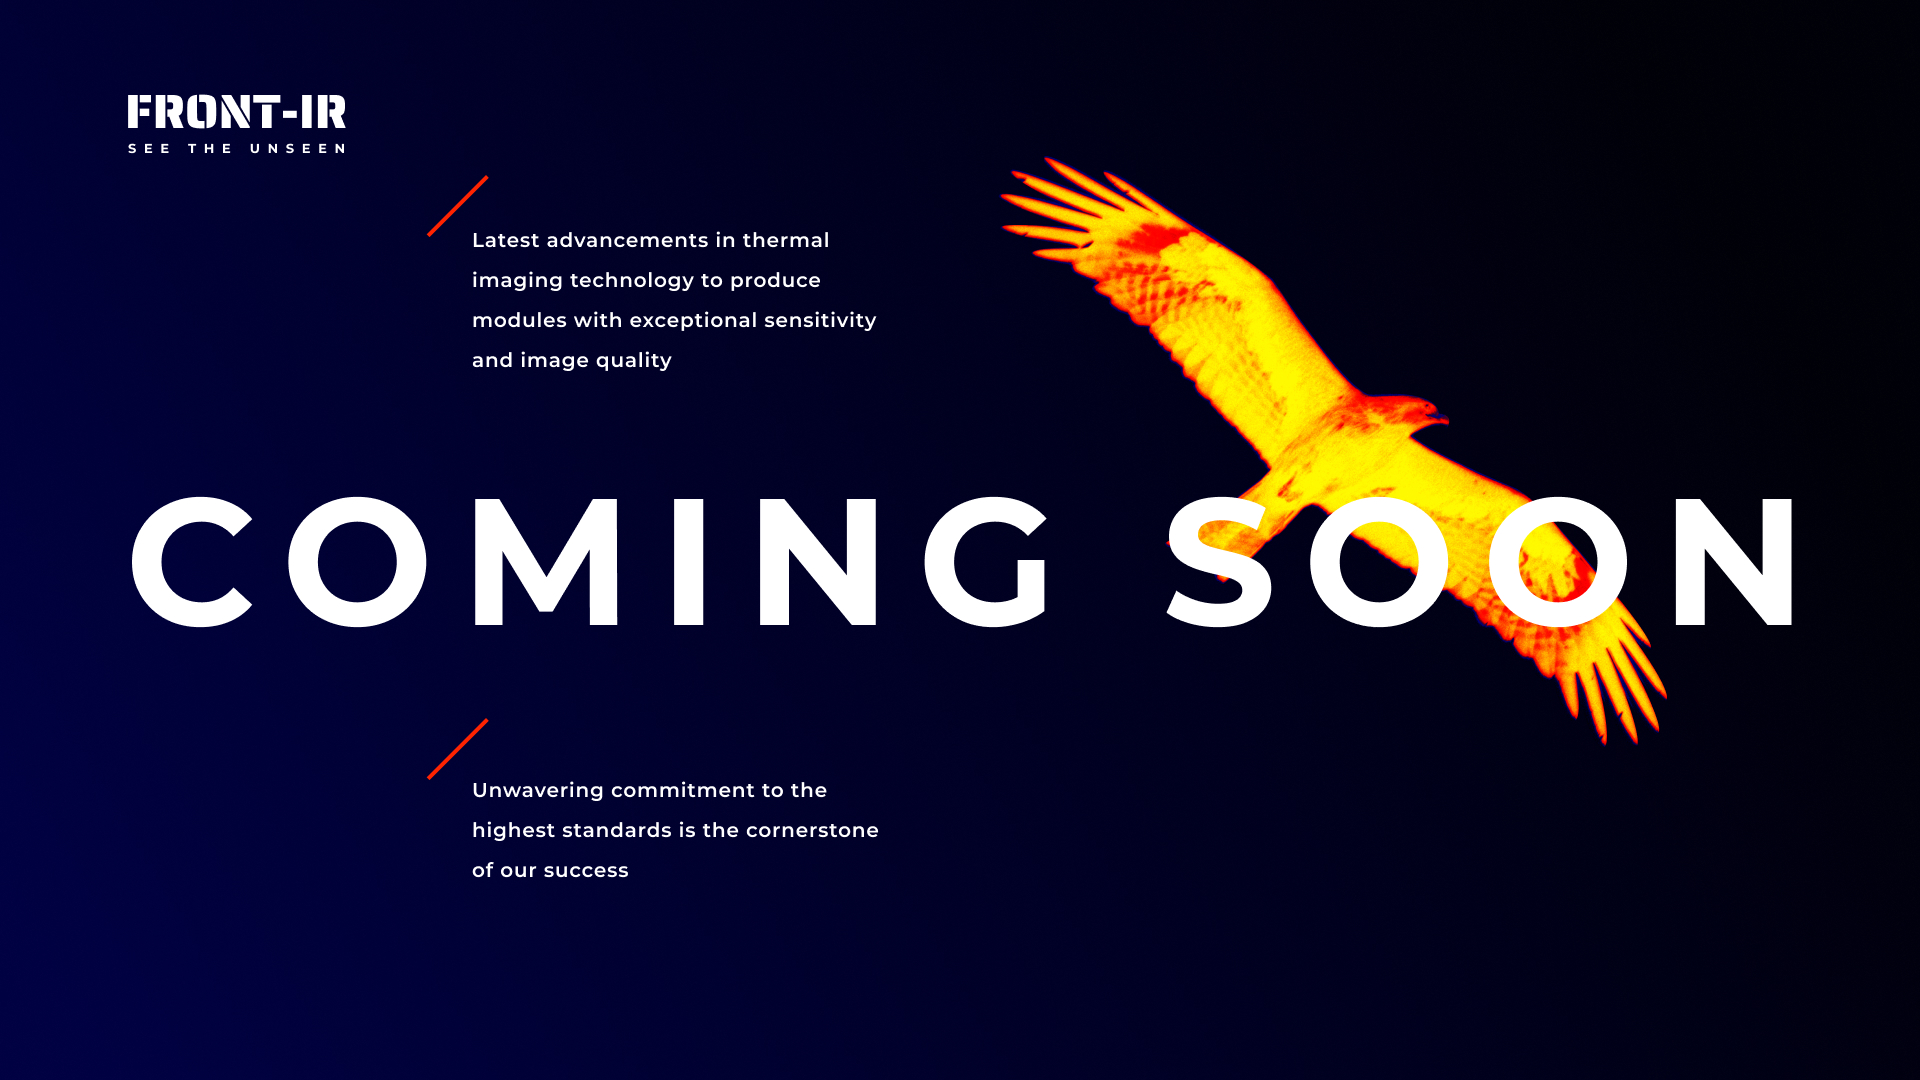 FRONT-IR
SEE THE UNSEEN
Latest advancements in thermal
imaging technology to produce
modules with exceptional sensitivity
and image quality
COMING SOON
Unwavering commitment to the
highest standards is the cornerstone
of our success